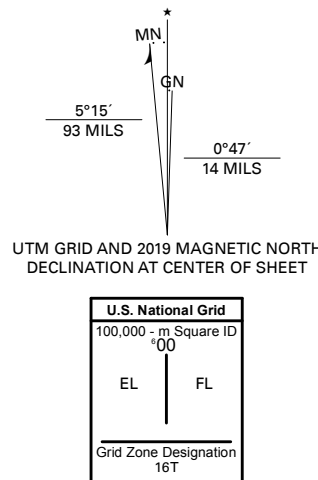 ★
MN
GN
5°15´
93 MILS
0°47´
14 MILS
UTM GRID AND 2019 MAGNETIC NORTH
DECLINATION AT CENTER OF SHEET
U.S. National Grid
100,000 - m Square ID
⁶00
EL FL
Grid Zone Designation
16T